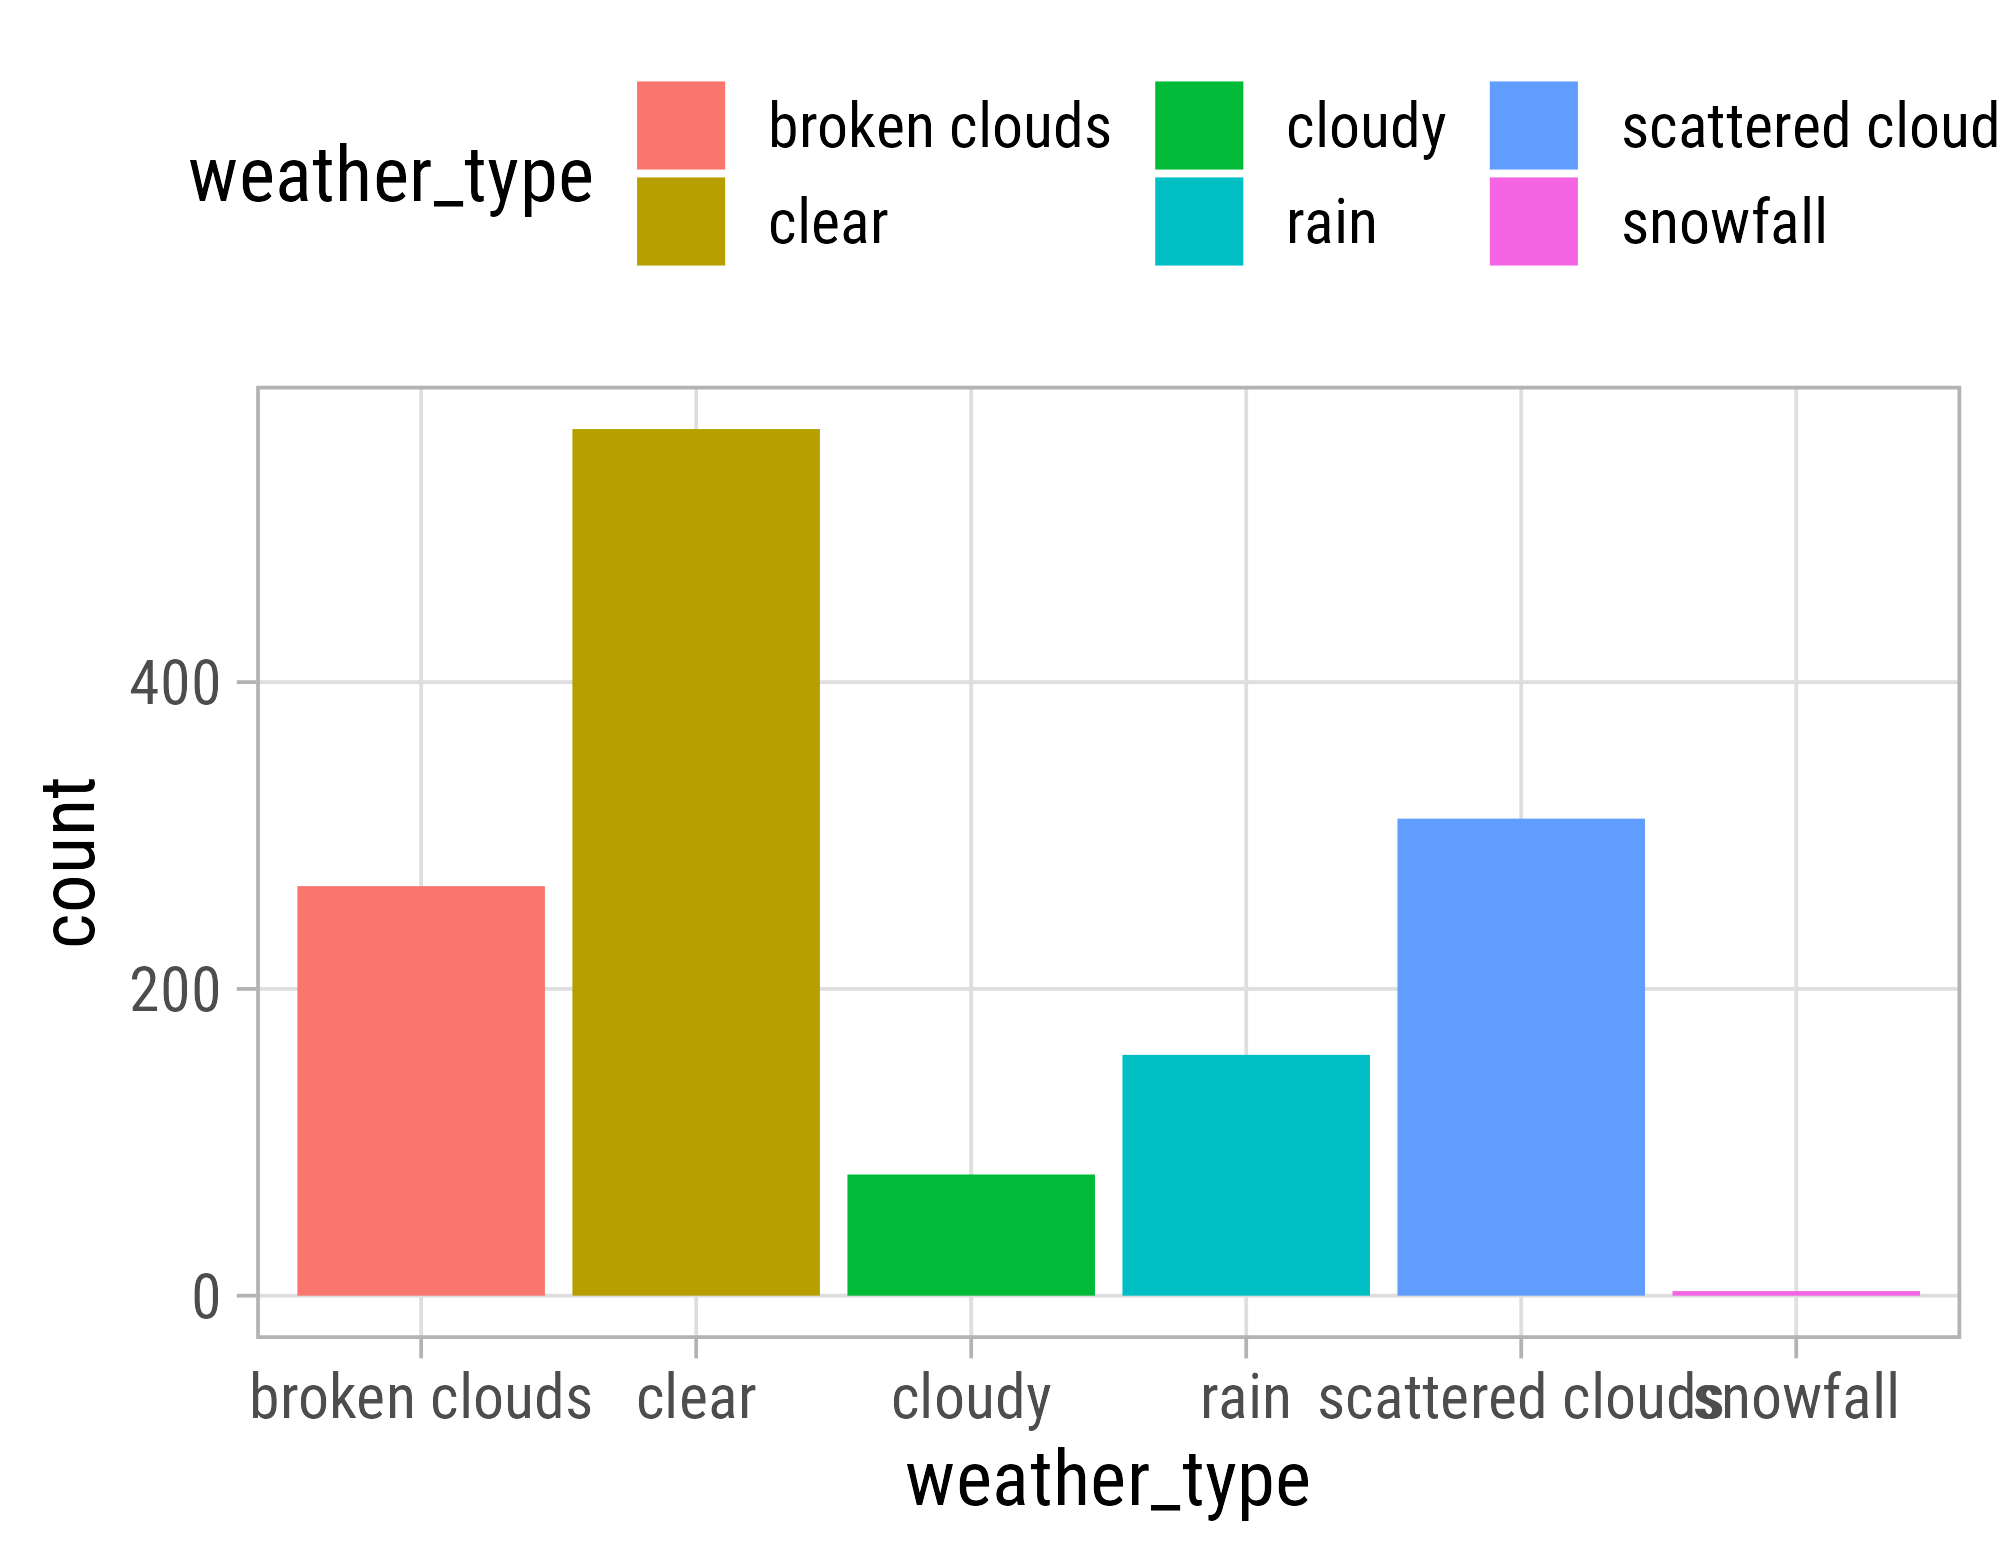 weather_type
broken clouds cloudy scattered cloud
clear rain snowfall
count
400
200
0
broken clouds clear cloudy rain scattered clouds snowfall
weather_type